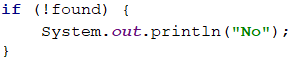 if (!found) {
    System.out.println("No");
}